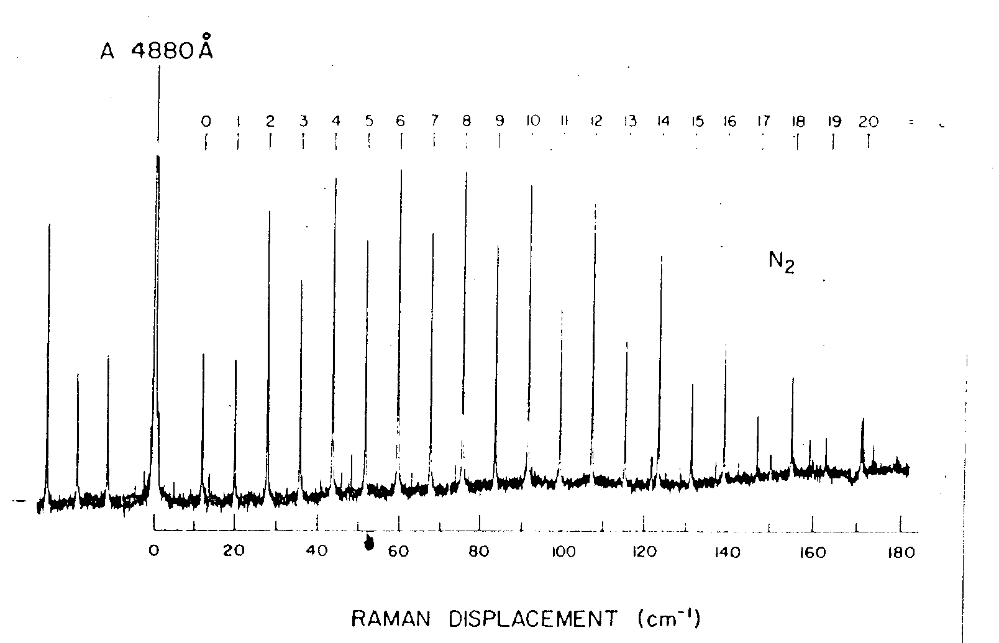 A 4880Å
0 1 2 3 4 5 6 7 8 9 10 11 12 13 14 15 16 17 18 19 20 =
N2
0 20 40 60 80 100 120 140 160 180
RAMAN DISPLACEMENT (cm⁻¹)